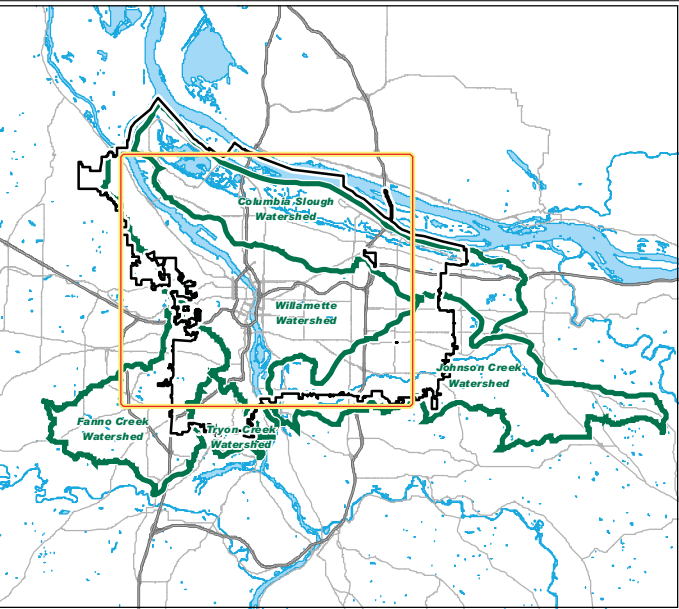 Columbia Slough
Watershed
Willamette
Watershed
Johnson Creek
Watershed
Fanno Creek
Watershed
Tryon Creek
Watershed